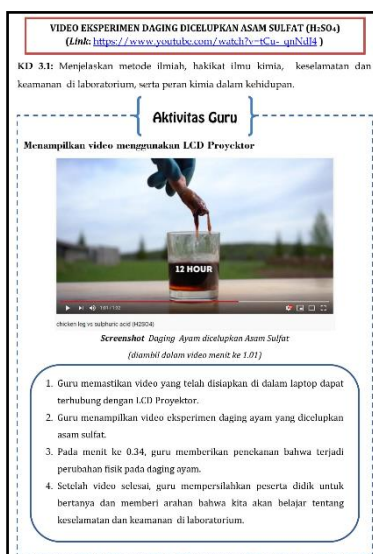 VIDEO EKSPERIMEN DAGING DICELUPKAN ASAM SULFAT (H₂SO₄)
(Link: https://www.youtube.com/watch?v=tCu-_qnNdJ4 )
KD 3.1: Menjelaskan metode ilmiah, hakikat ilmu kimia, keselamatan dan
keamanan di laboratorium, serta peran kimia dalam kehidupan.
Aktivitas Guru
Menampilkan video menggunakan LCD Proyektor
12 HOUR
1:01 / 1:32
chicken leg vs sulphuric acid (H2SO4)
Screenshot Daging Ayam dicelupkan Asam Sulfat
(diambil dalam video menit ke 1.01)
1. Guru memastikan video yang telah disiapkan di dalam laptop dapat
terhubung dengan LCD Proyektor.
2. Guru menampilkan video eksperimen daging ayam yang dicelupkan
asam sulfat.
3. Pada menit ke 0.34, guru memberikan penekanan bahwa terjadi
perubahan fisik pada daging ayam.
4. Setelah video selesai, guru mempersilahkan peserta didik untuk
bertanya dan memberi arahan bahwa kita akan belajar tentang
keselamatan dan keamanan di laboratorium.